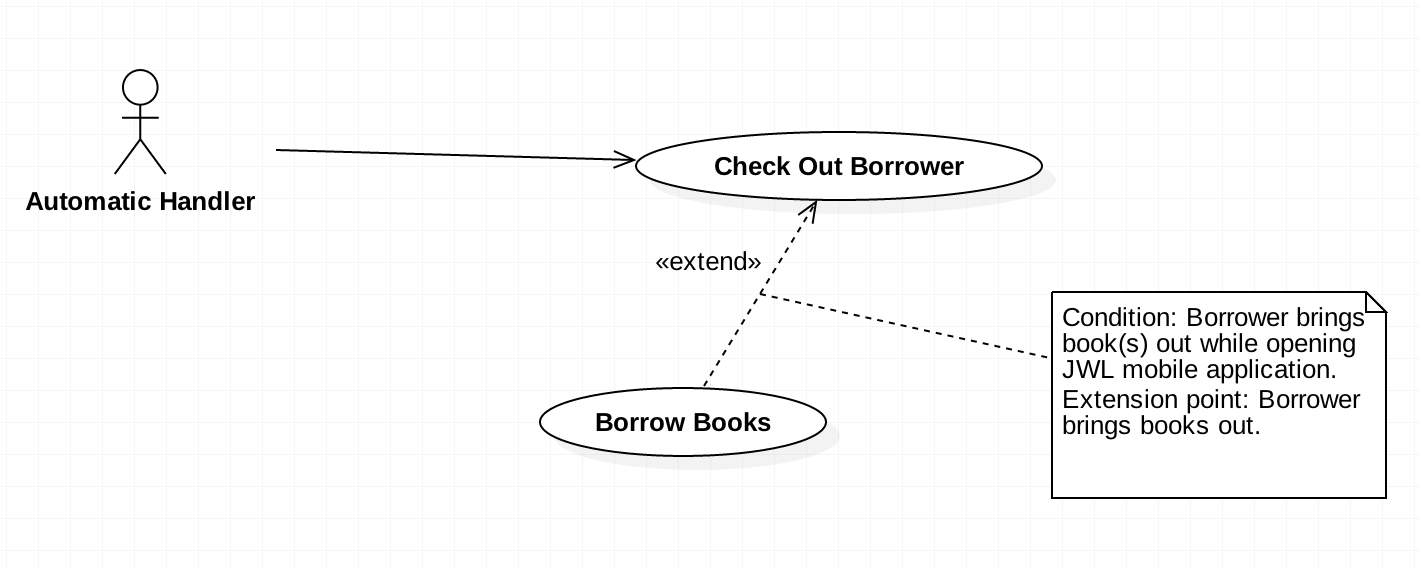 Check Out Borrower
Automatic Handler
«extend»
Condition: Borrower brings
book(s) out while opening
JWL mobile application.
Extension point: Borrower
brings books out.
Borrow Books